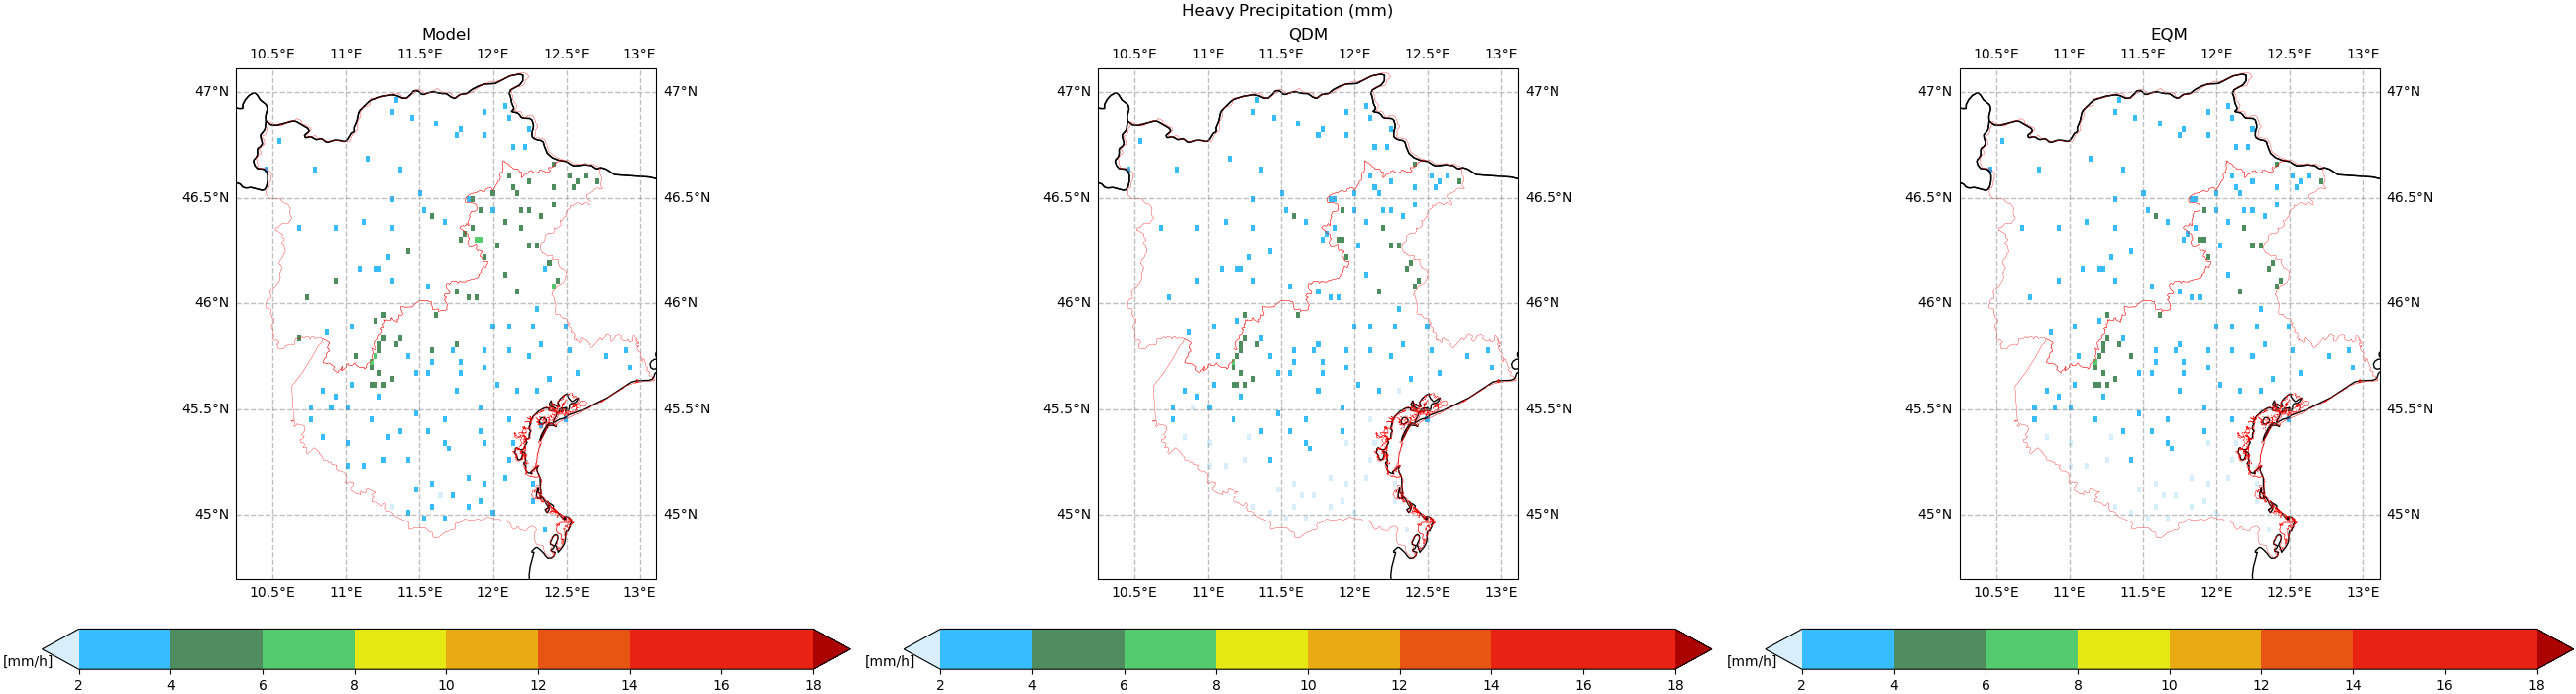 Heavy Precipitation (mm)
Model
QDM
EQM
10.5°E 11°E 11.5°E 12°E 12.5°E 13°E
10.5°E 11°E 11.5°E 12°E 12.5°E 13°E
10.5°E 11°E 11.5°E 12°E 12.5°E 13°E
47°N 47°N 47°N 47°N 47°N 47°N
46.5°N 46.5°N 46.5°N 46.5°N 46.5°N 46.5°N
46°N 46°N 46°N 46°N 46°N 46°N
45.5°N 45.5°N 45.5°N 45.5°N 45.5°N 45.5°N
45°N 45°N 45°N 45°N 45°N 45°N
10.5°E 11°E 11.5°E 12°E 12.5°E 13°E
10.5°E 11°E 11.5°E 12°E 12.5°E 13°E
10.5°E 11°E 11.5°E 12°E 12.5°E 13°E
[mm/h] [mm/h] [mm/h]
2 4 6 8 10 12 14 16 18
2 4 6 8 10 12 14 16 18
2 4 6 8 10 12 14 16 18